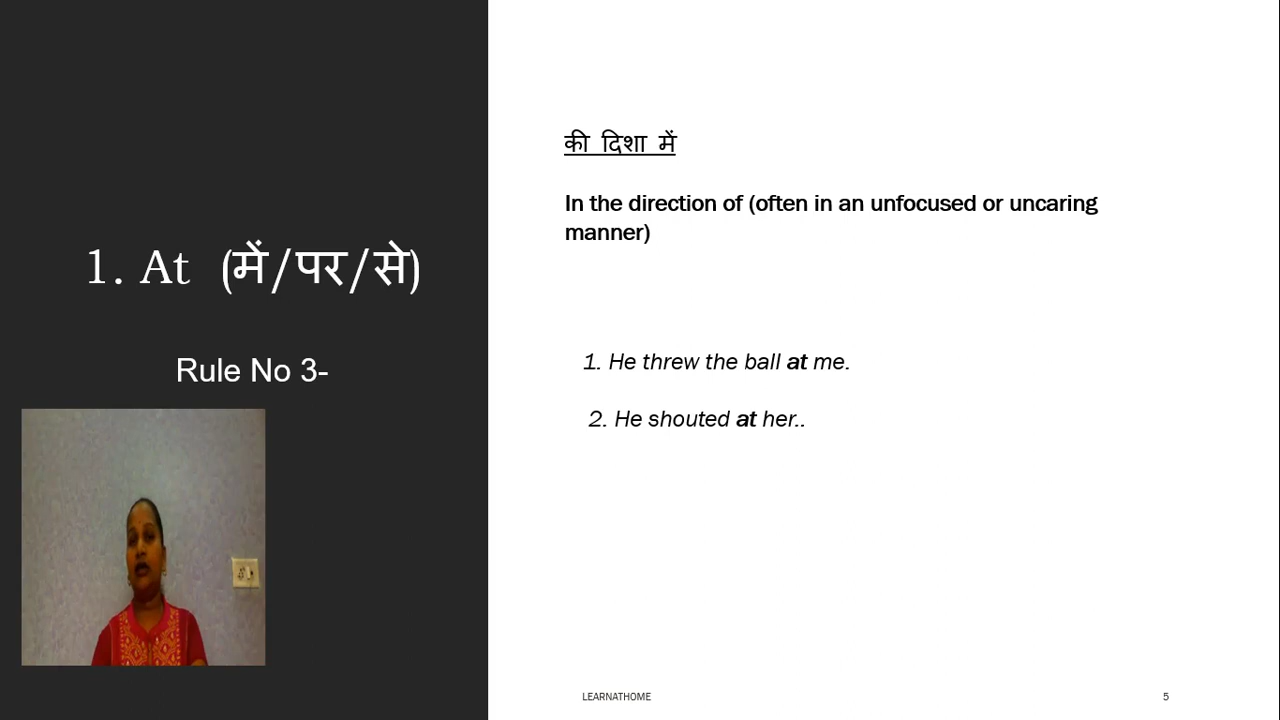 1. At (में/पर/से)
Rule No 3-
की दिशा में
In the direction of (often in an unfocused or uncaring
manner)
1. He threw the ball at me.
2. He shouted at her..
LEARNATHOME
5